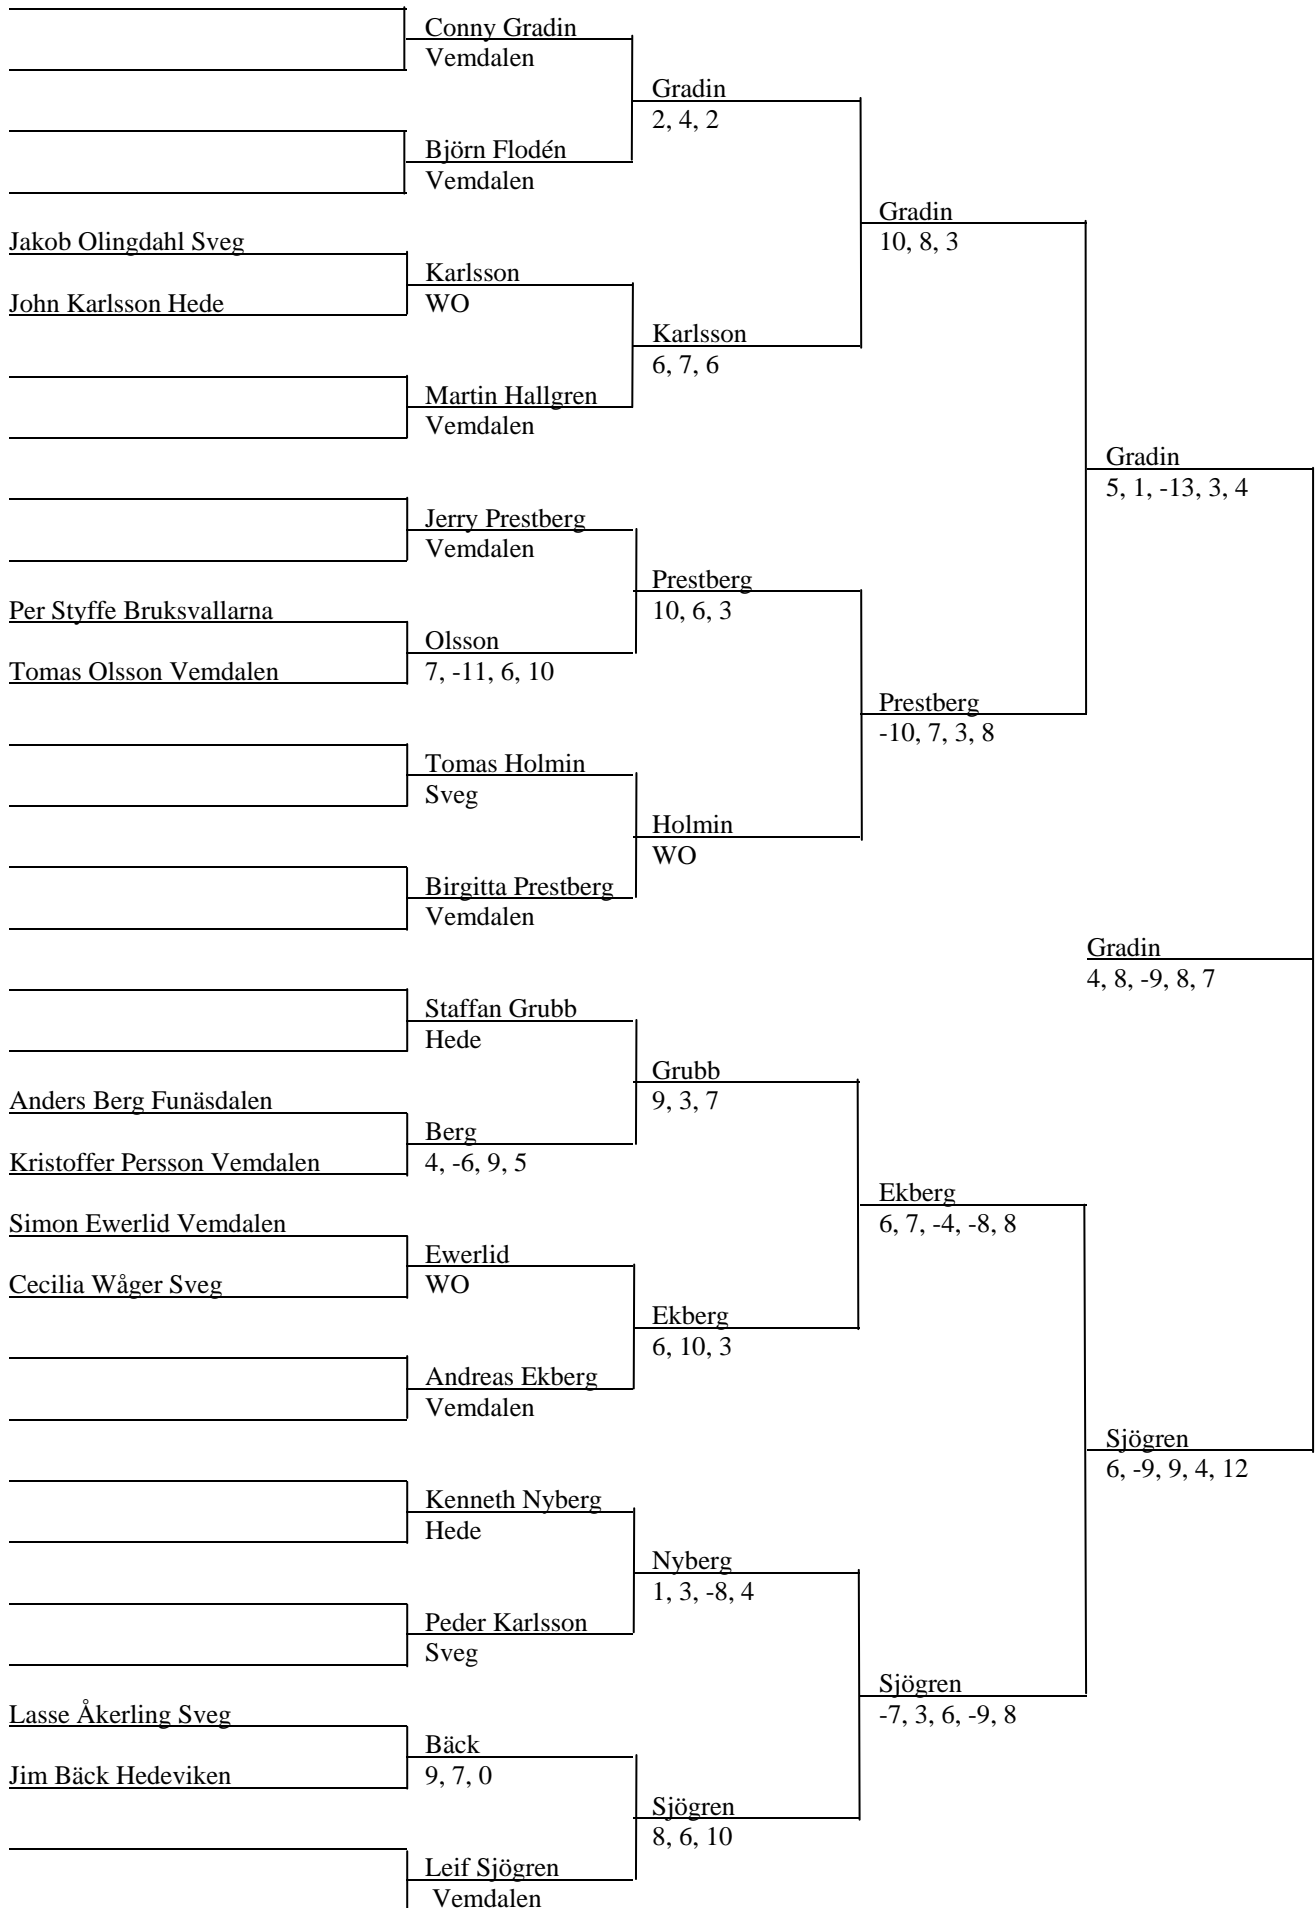 Conny Gradin
Vemdalen
Gradin
2, 4, 2
Björn Flodén
Vemdalen
Gradin
10, 8, 3
Jakob Olingdahl Sveg
Karlsson
WO
John Karlsson Hede
Karlsson
6, 7, 6
Martin Hallgren
Vemdalen
Gradin
5, 1, -13, 3, 4
Jerry Prestberg
Vemdalen
Prestberg
10, 6, 3
Per Styffe Bruksvallarna
Olsson
7, -11, 6, 10
Tomas Olsson Vemdalen
Prestberg
-10, 7, 3, 8
Tomas Holmin
Sveg
Holmin
WO
Birgitta Prestberg
Vemdalen
Gradin
4, 8, -9, 8, 7
Staffan Grubb
Hede
Grubb
9, 3, 7
Anders Berg Funäsdalen
Berg
4, -6, 9, 5
Kristoffer Persson Vemdalen
Ekberg
6, 7, -4, -8, 8
Simon Ewerlid Vemdalen
Ewerlid
WO
Cecilia Wåger Sveg
Ekberg
6, 10, 3
Andreas Ekberg
Vemdalen
Sjögren
6, -9, 9, 4, 12
Kenneth Nyberg
Hede
Nyberg
1, 3, -8, 4
Peder Karlsson
Sveg
Sjögren
-7, 3, 6, -9, 8
Lasse Åkerling Sveg
Bäck
9, 7, 0
Jim Bäck Hedeviken
Sjögren
8, 6, 10
Leif Sjögren
Vemdalen